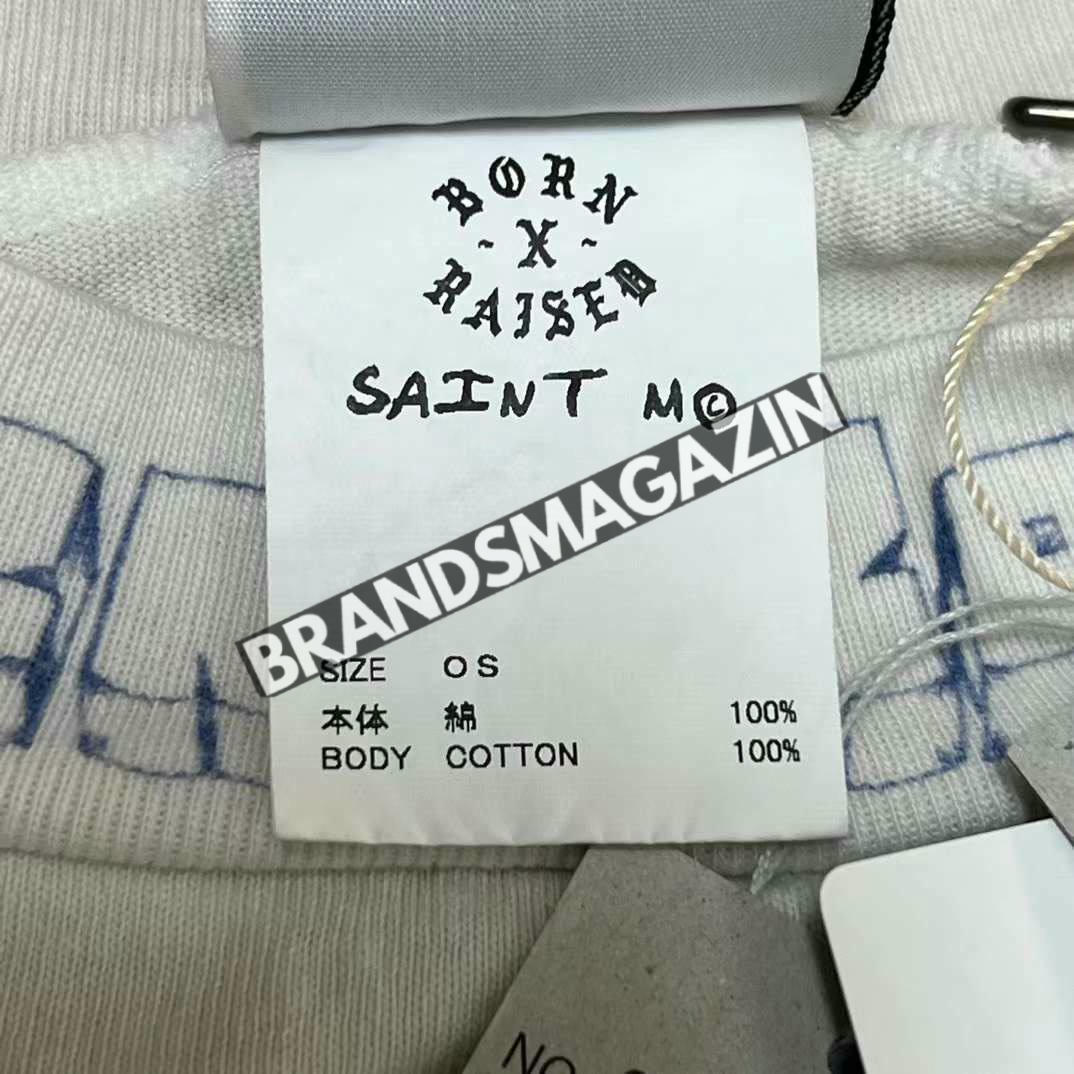 BORN
- X -
RAISED
SAINT M©
BRANDSMAGAZIN
SIZE OS
本体 綿 100%
BODY COTTON 100%
NO